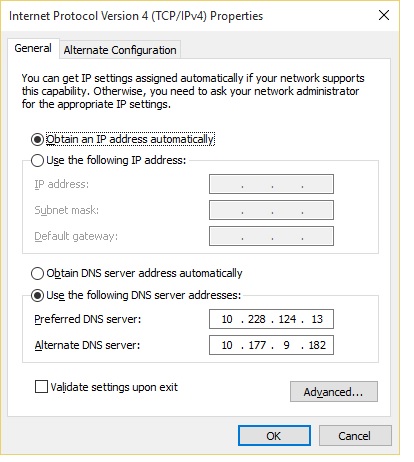 Internet Protocol Version 4 (TCP/IPv4) Properties
General Alternate Configuration
You can get IP settings assigned automatically if your network supports
this capability. Otherwise, you need to ask your network administrator
for the appropriate IP settings.
Obtain an IP address automatically
Use the following IP address:
IP address: . . .
Subnet mask: . . .
Default gateway: . . .
Obtain DNS server address automatically
Use the following DNS server addresses:
Preferred DNS server: 10 . 228 . 124 . 13
Alternate DNS server: 10 . 177 . 9 . 182
Validate settings upon exit
Advanced...
OK Cancel